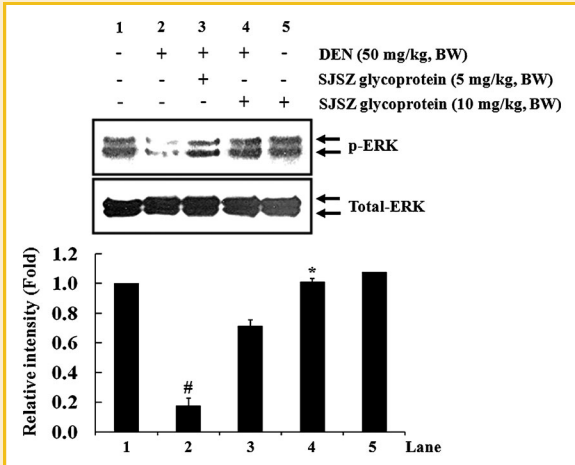 1 2 3 4 5
- + + + - DEN (50 mg/kg, BW)
- - + - - SJSZ glycoprotein (5 mg/kg, BW)
- - - + + SJSZ glycoprotein (10 mg/kg, BW)
p-ERK
Total-ERK
Relative intensity (Fold)
1.2
1.0
0.8
0.6
0.4
0.2
0.0
#
*
1 2 3 4 5 Lane